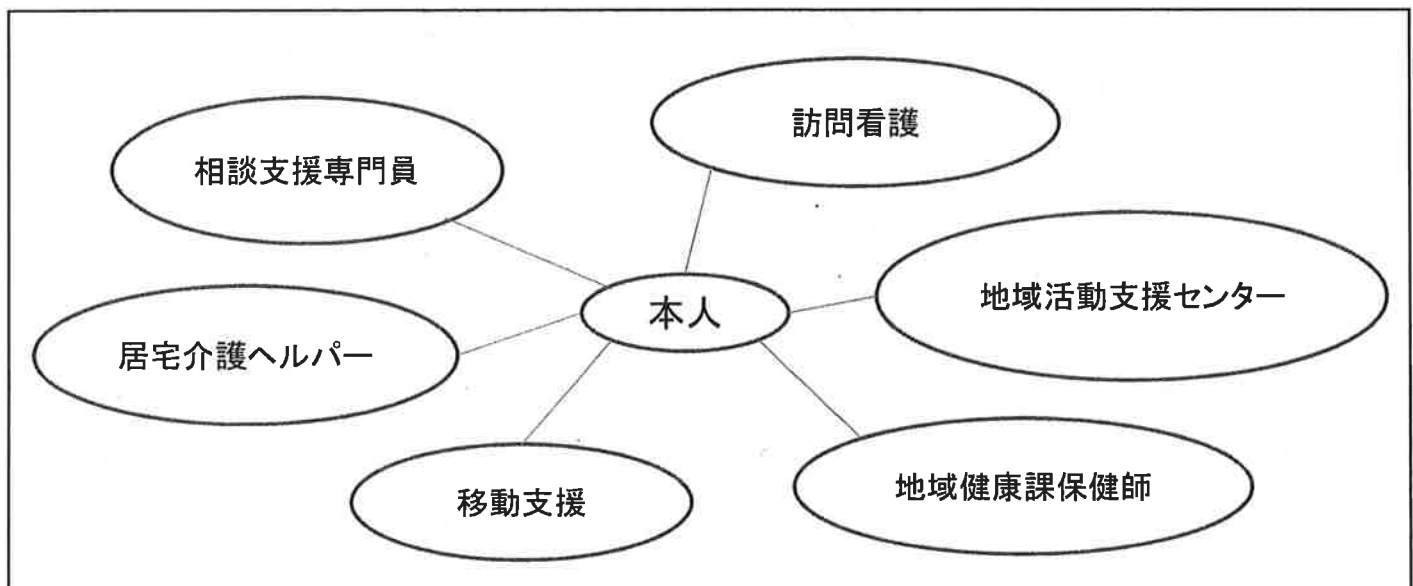 訪問看護
相談支援専門員
地域活動支援センター
本人
居宅介護ヘルパー
地域健康課保健師
移動支援